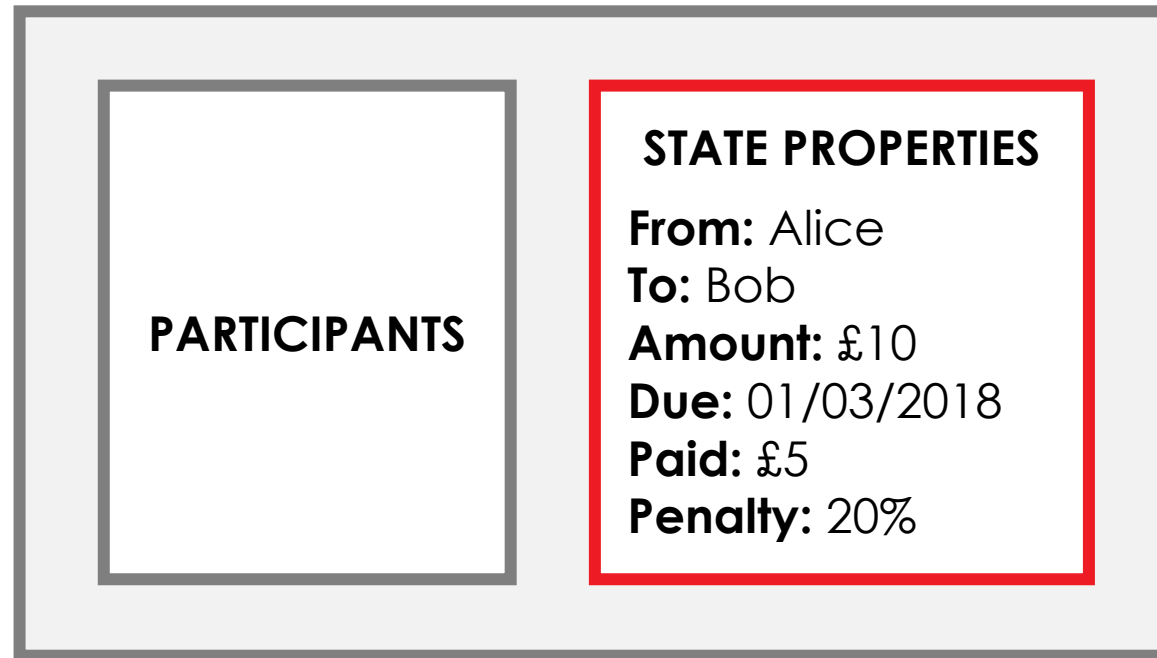 PARTICIPANTS
STATE PROPERTIES
From: Alice
To: Bob
Amount: £10
Due: 01/03/2018
Paid: £5
Penalty: 20%